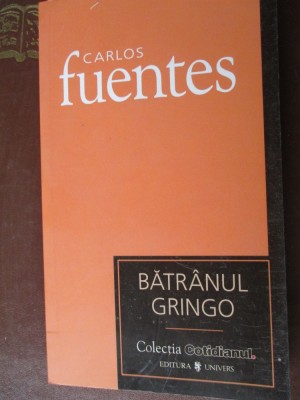 CARLOS
fuentes
BĂTRÂNUL
GRINGO
Colecția Cotidianul.
EDITURA UNIVERS